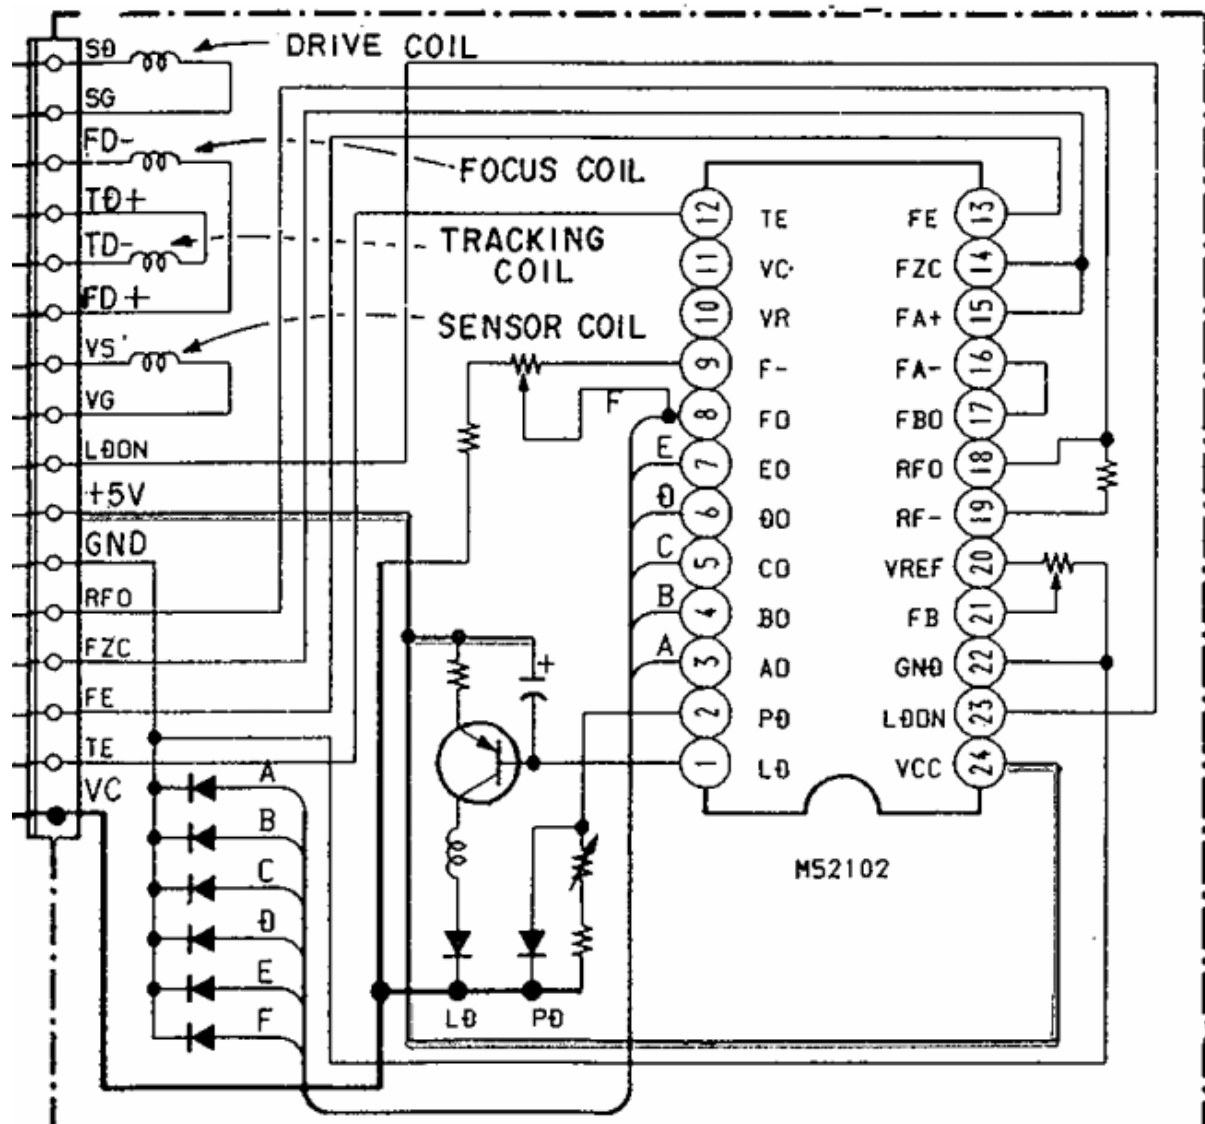 DRIVE COIL
SD
SG
FD-
FOCUS COIL
TD+
TD-
TRACKING
COIL
FD+
SENSOR COIL
VS
VG
LDON
+5V
GND
RFO
FZC
FE
TE
VC
12 TE FE 13
11 VC FZC 14
10 VR FA+ 15
9 F- FA- 16
F 8 FO FBO 17
E 7 EO RFO 18
D 6 DO RF- 19
C 5 CO VREF 20
B 4 BO FB 21
A 3 AO GND 22
2 PD LDON 23
1 LD VCC 24
+
M52102
A
B
C
D
E
F
LD PD